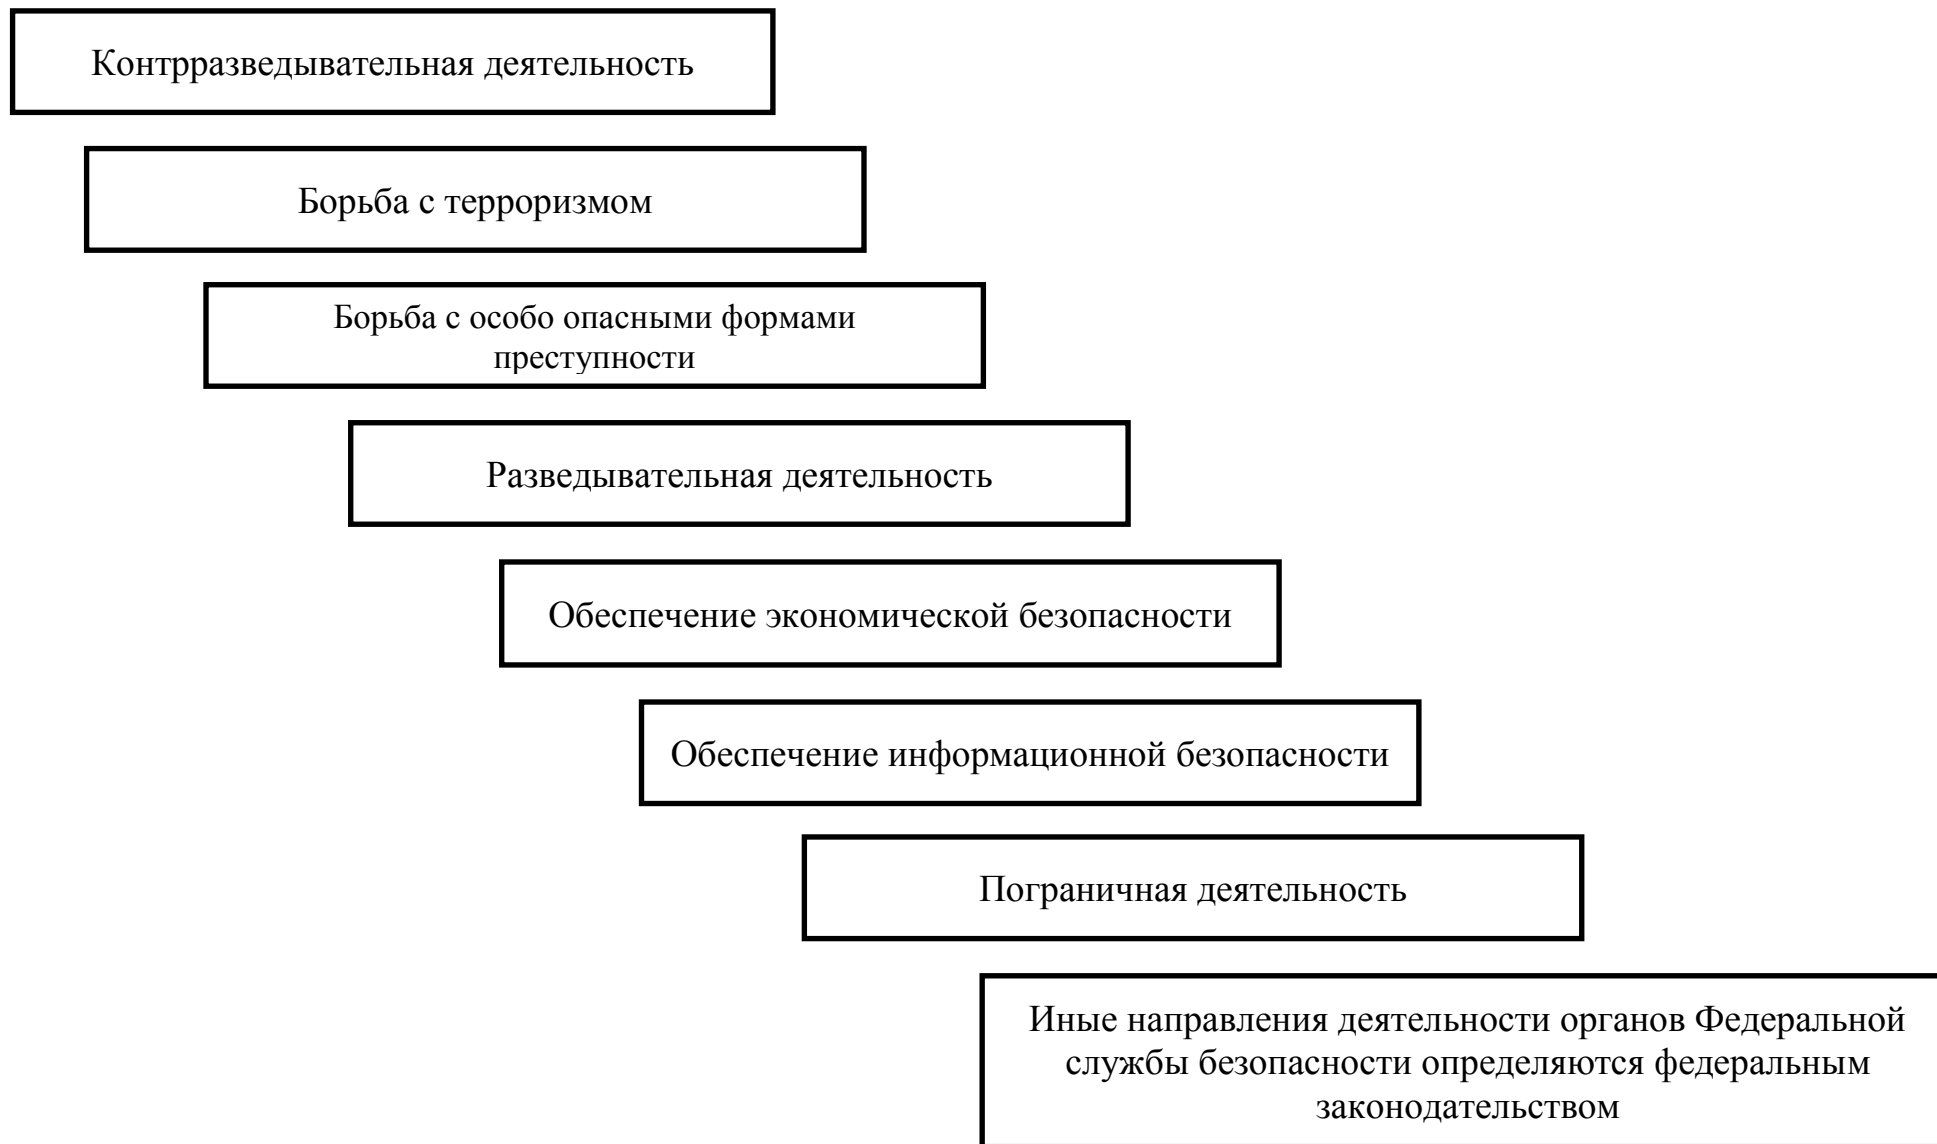 Контрразведывательная деятельность
Борьба с терроризмом
Борьба с особо опасными формами
преступности
Разведывательная деятельность
Обеспечение экономической безопасности
Обеспечение информационной безопасности
Пограничная деятельность
Иные направления деятельности органов Федеральной
службы безопасности определяются федеральным
законодательством